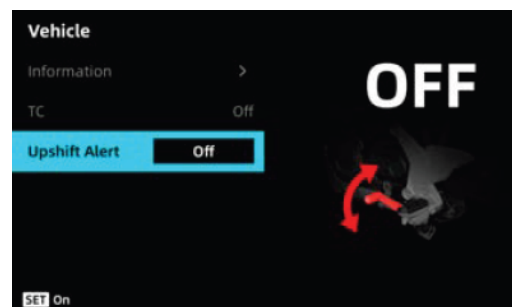 Vehicle
Information >
TC Off
Upshift Alert Off
OFF
SET On